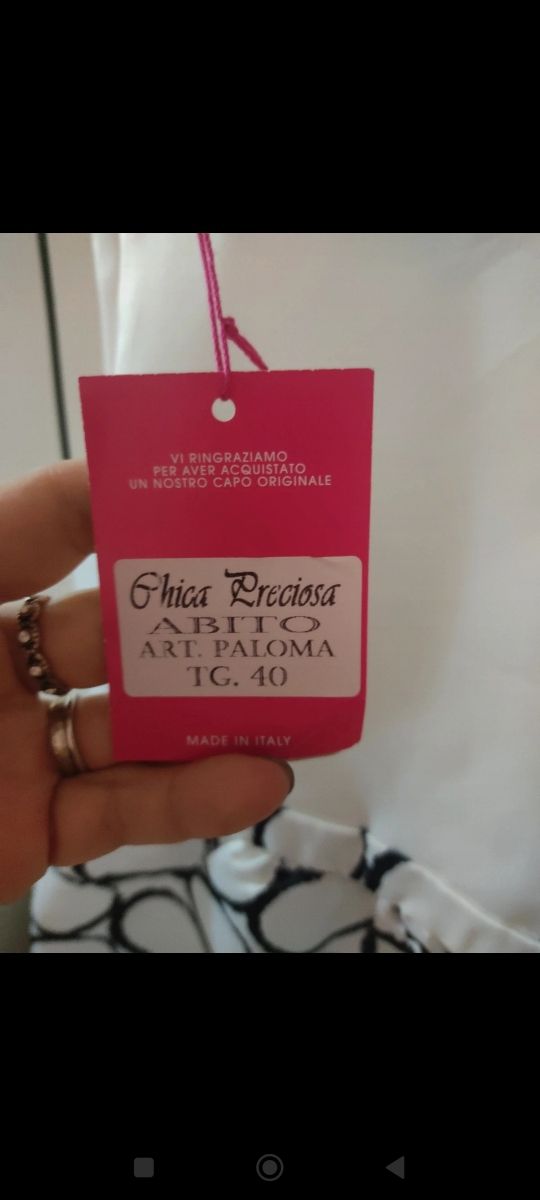 VI RINGRAZIAMO
PER AVER ACQUISTATO
UN NOSTRO CAPO ORIGINALE
Chica Preciosa
ABITO
ART. PALOMA
TG. 40
MADE IN ITALY